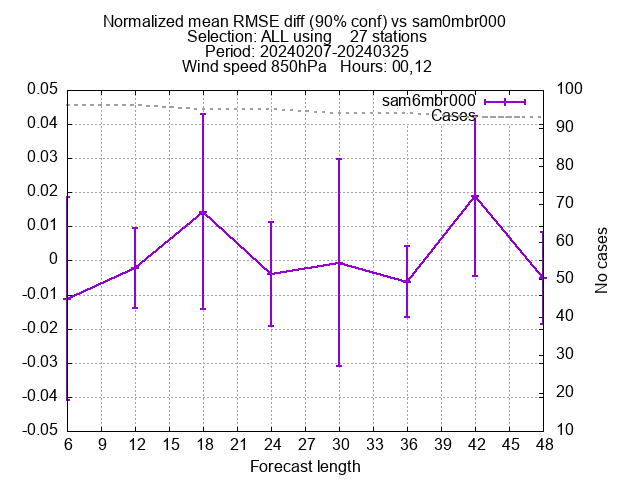 Normalized mean RMSE diff (90% conf) vs sam0mbr000
Selection: ALL using    27 stations
Period: 20240207-20240325
Wind speed 850hPa   Hours: 00,12
0.05
0.04
0.03
0.02
0.01
0
-0.01
-0.02
-0.03
-0.04
-0.05
sam6mbr000
Cases
100
90
80
70
60
50
40
30
20
10
No cases
6 9 12 15 18 21 24 27 30 33 36 39 42 45 48
Forecast length